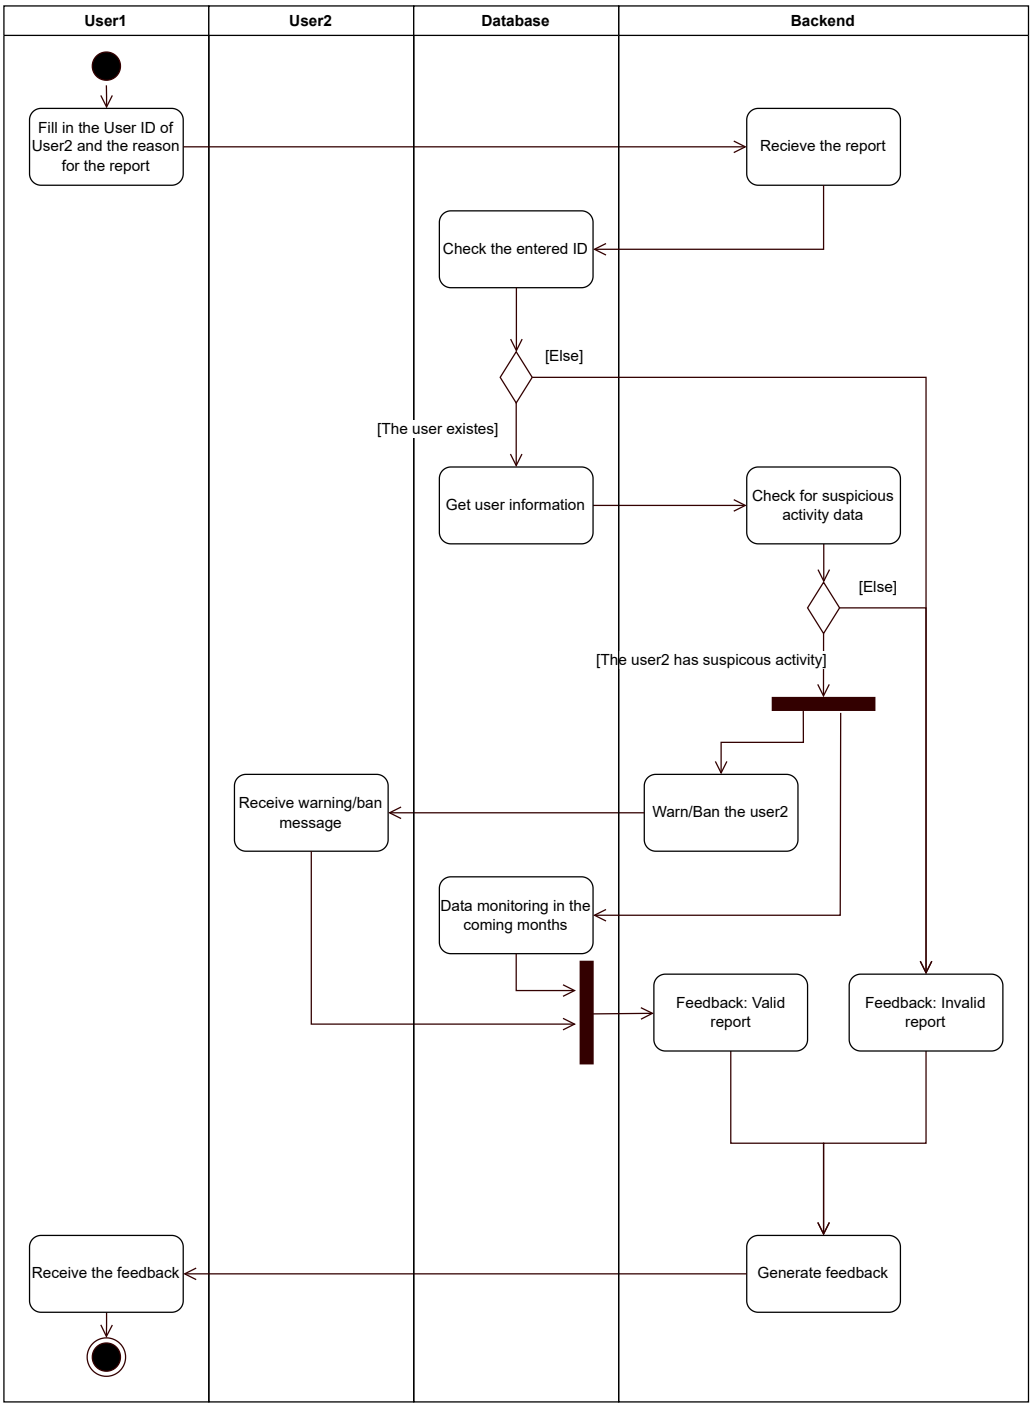 User1
User2
Database
Backend
Fill in the User ID of
User2 and the reason
for the report
Recieve the report
Check the entered ID
[Else]
[The user existes]
Get user information
Check for suspicious
activity data
[Else]
[The user2 has suspicous activity]
Receive warning/ban
message
Warn/Ban the user2
Data monitoring in the
coming months
Feedback: Valid
report
Feedback: Invalid
report
Receive the feedback
Generate feedback